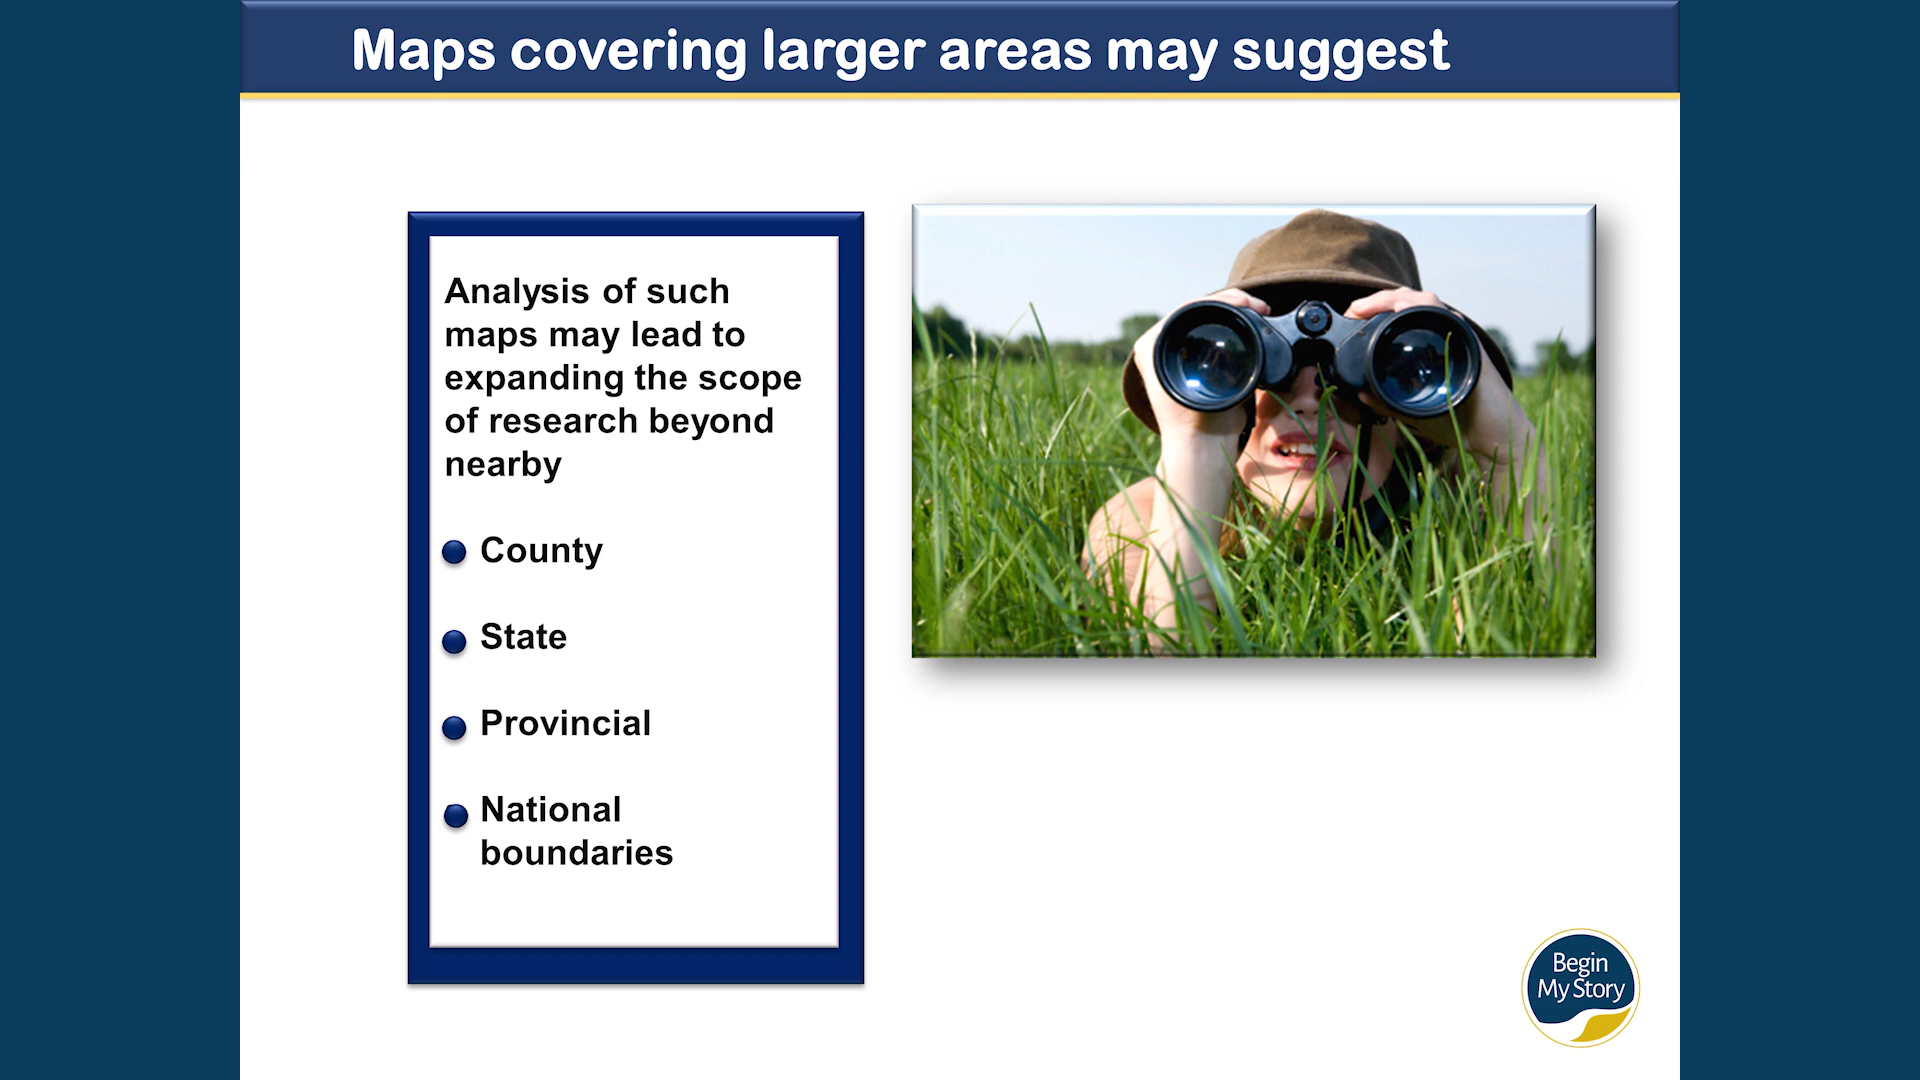 Maps covering larger areas may suggest
Analysis of such
maps may lead to
expanding the scope
of research beyond
nearby
County
State
Provincial
National
boundaries
Begin
My Story